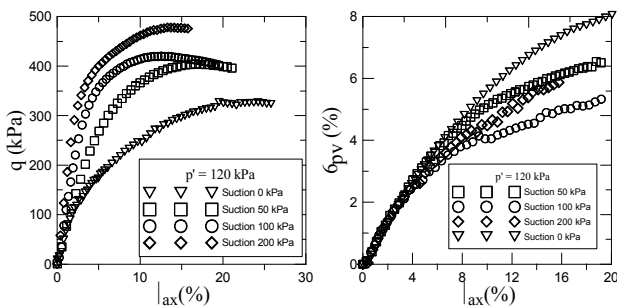 q (kPa)
500
400
300
200
100
0
0 10 20 30
|ax(%)
p' = 120 kPa
Suction 0 kPa
Suction 50 kPa
Suction 100 kPa
Suction 200 kPa
6pv (%)
8
6
4
2
0
0 4 8 12 16 20
|ax(%)
p' = 120 kPa
Suction 50 kPa
Suction 100 kPa
Suction 200 kPa
Suction 0 kPa